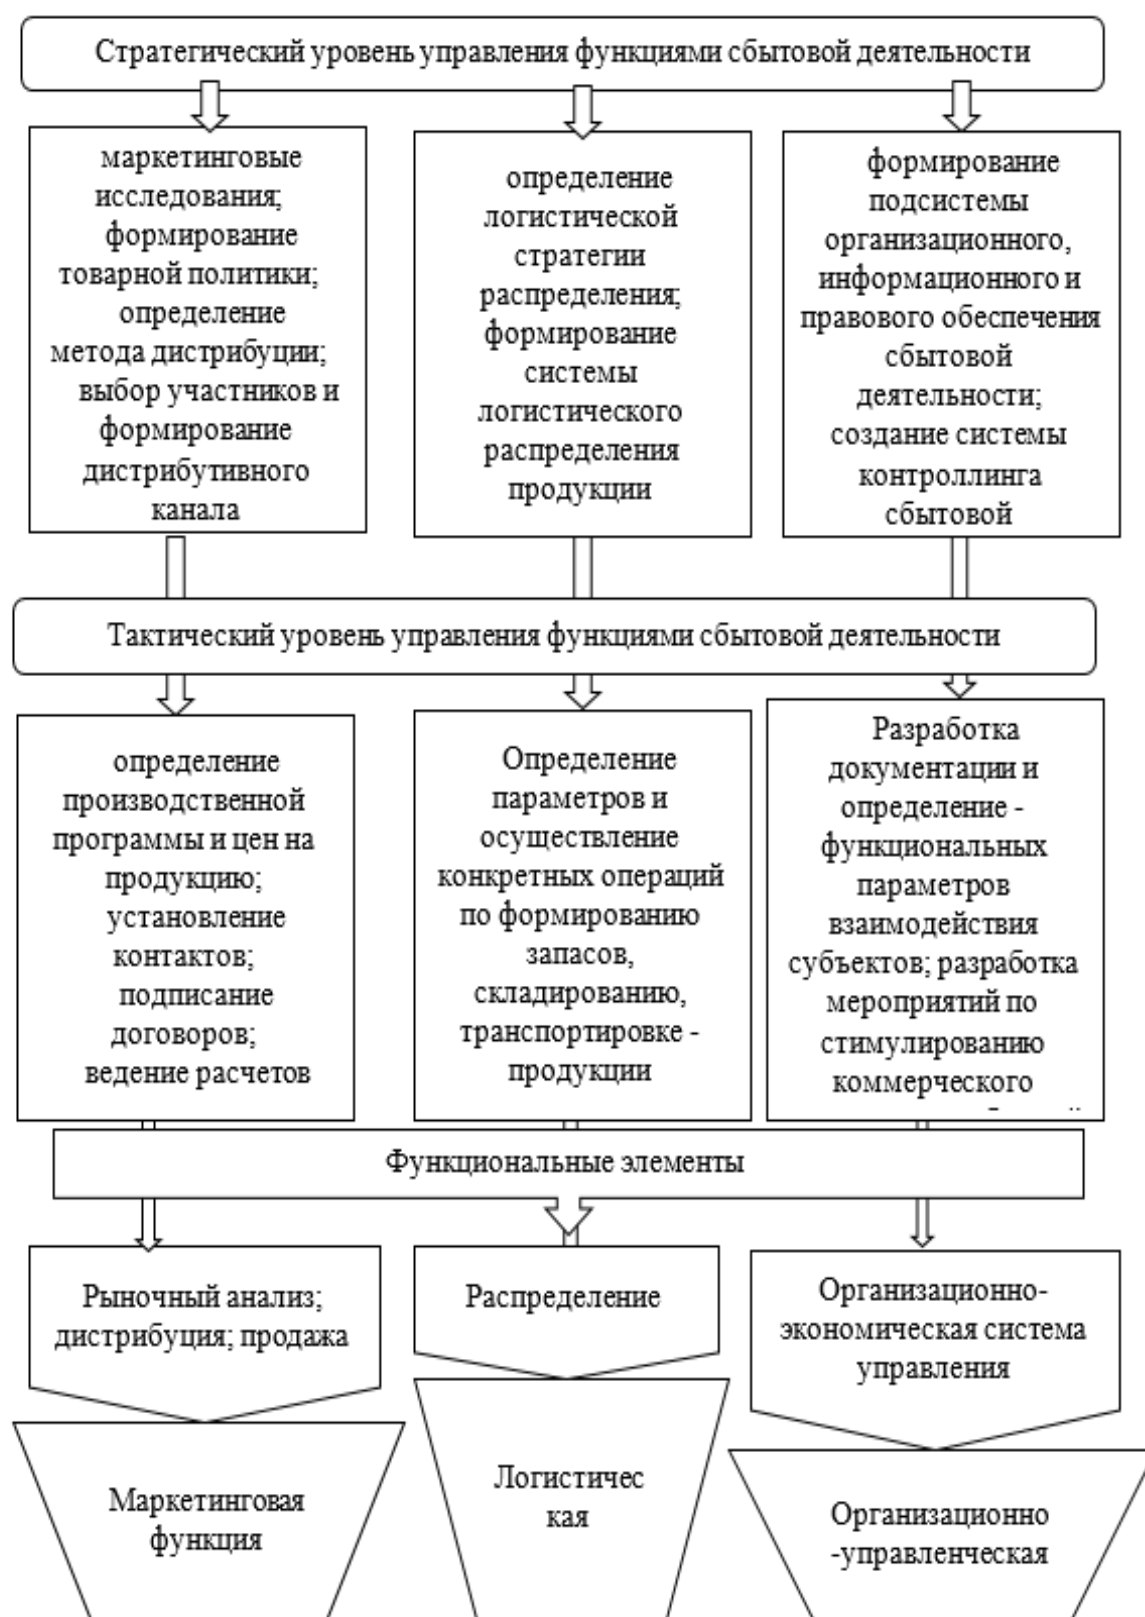 Стратегический уровень управления функциями сбытовой деятельности
маркетинговые
исследования;
формирование
товарной политики;
определение
метода дистрибуции;
выбор участников и
формирование
дистрибутивного
канала
определение
логистической
стратегии
распределения;
формирование
системы
логистического
распределения
продукции
формирование
подсистемы
организационного,
информационного и
правового обеспечения
сбытовой
деятельности;
создание системы
контроллинга
сбытовой
Тактический уровень управления функциями сбытовой деятельности
определение
производственной
программы и цен на
продукцию;
установление
контактов;
подписание
договоров;
ведение расчетов
Определение
параметров и
осуществление
конкретных операций
по формированию
запасов,
складированию,
транспортировке -
продукции
Разработка
документации и
определение -
функциональных
параметров
взаимодействия
субъектов; разработка
мероприятий по
стимулированию
коммерческого
Функциональные элементы
Рыночный анализ;
дистрибуция; продажа
Распределение
Организационно-
экономическая система
управления
Маркетинговая
функция
Логистичес
кая
Организационно
-управленческая